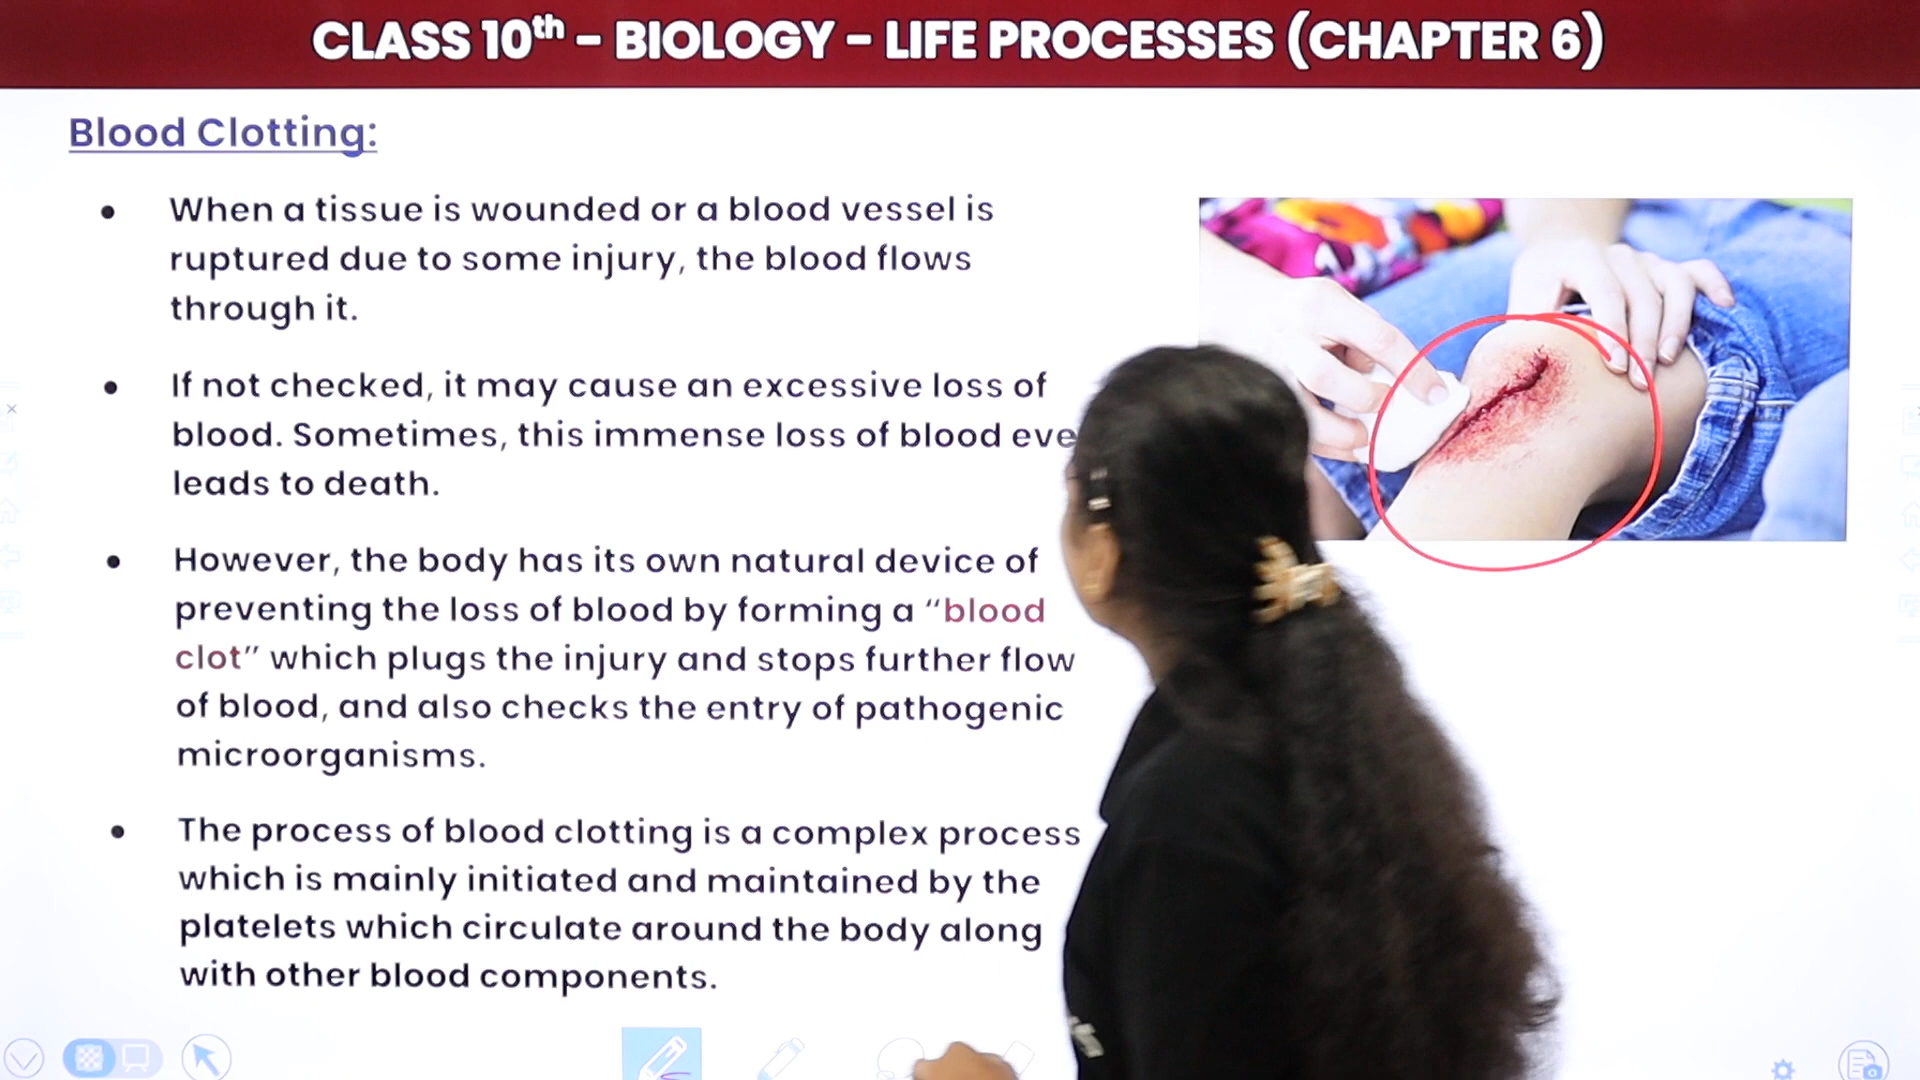 CLASS 10th - BIOLOGY - LIFE PROCESSES (CHAPTER 6)
Blood Clotting:
• When a tissue is wounded or a blood vessel is
ruptured due to some injury, the blood flows
through it.
• If not checked, it may cause an excessive loss of
blood. Sometimes, this immense loss of blood eve
leads to death.
• However, the body has its own natural device of
preventing the loss of blood by forming a “blood
clot” which plugs the injury and stops further flow
of blood, and also checks the entry of pathogenic
microorganisms.
• The process of blood clotting is a complex process
which is mainly initiated and maintained by the
platelets which circulate around the body along
with other blood components.